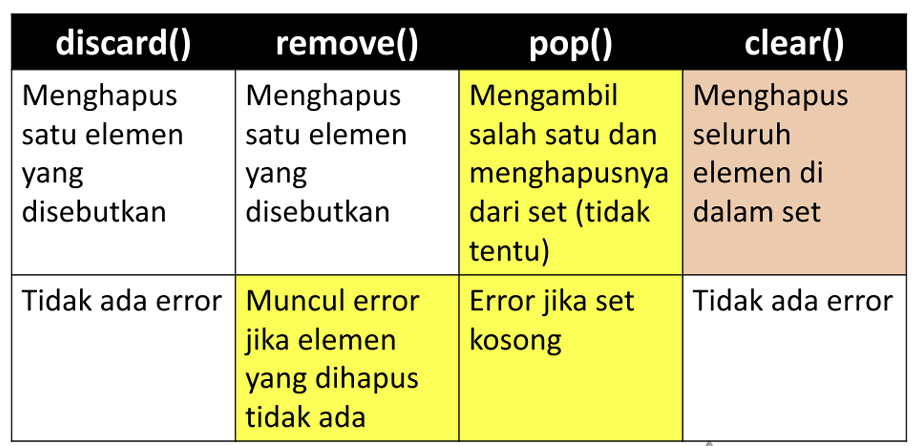 discard() remove() pop() clear()
Menghapus
satu elemen
yang
disebutkan
Menghapus
satu elemen
yang
disebutkan
Mengambil
salah satu dan
menghapusnya
dari set (tidak
tentu)
Menghapus
seluruh
elemen di
dalam set
Tidak ada error
Muncul error
jika elemen
yang dihapus
tidak ada
Error jika set
kosong
Tidak ada error